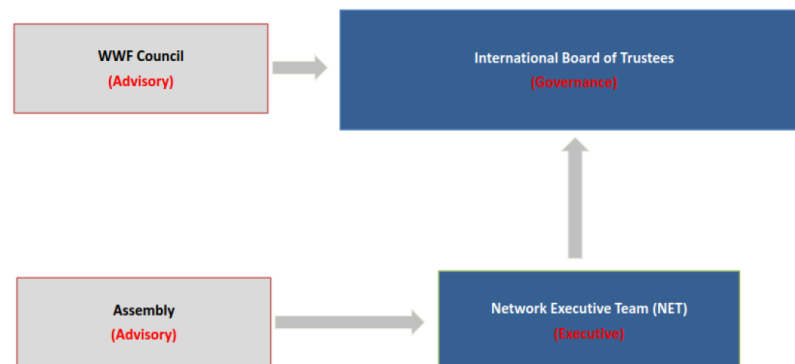 WWF Council
(Advisory)
International Board of Trustees
(Governance)
Assembly
(Advisory)
Network Executive Team (NET)
(Executive)